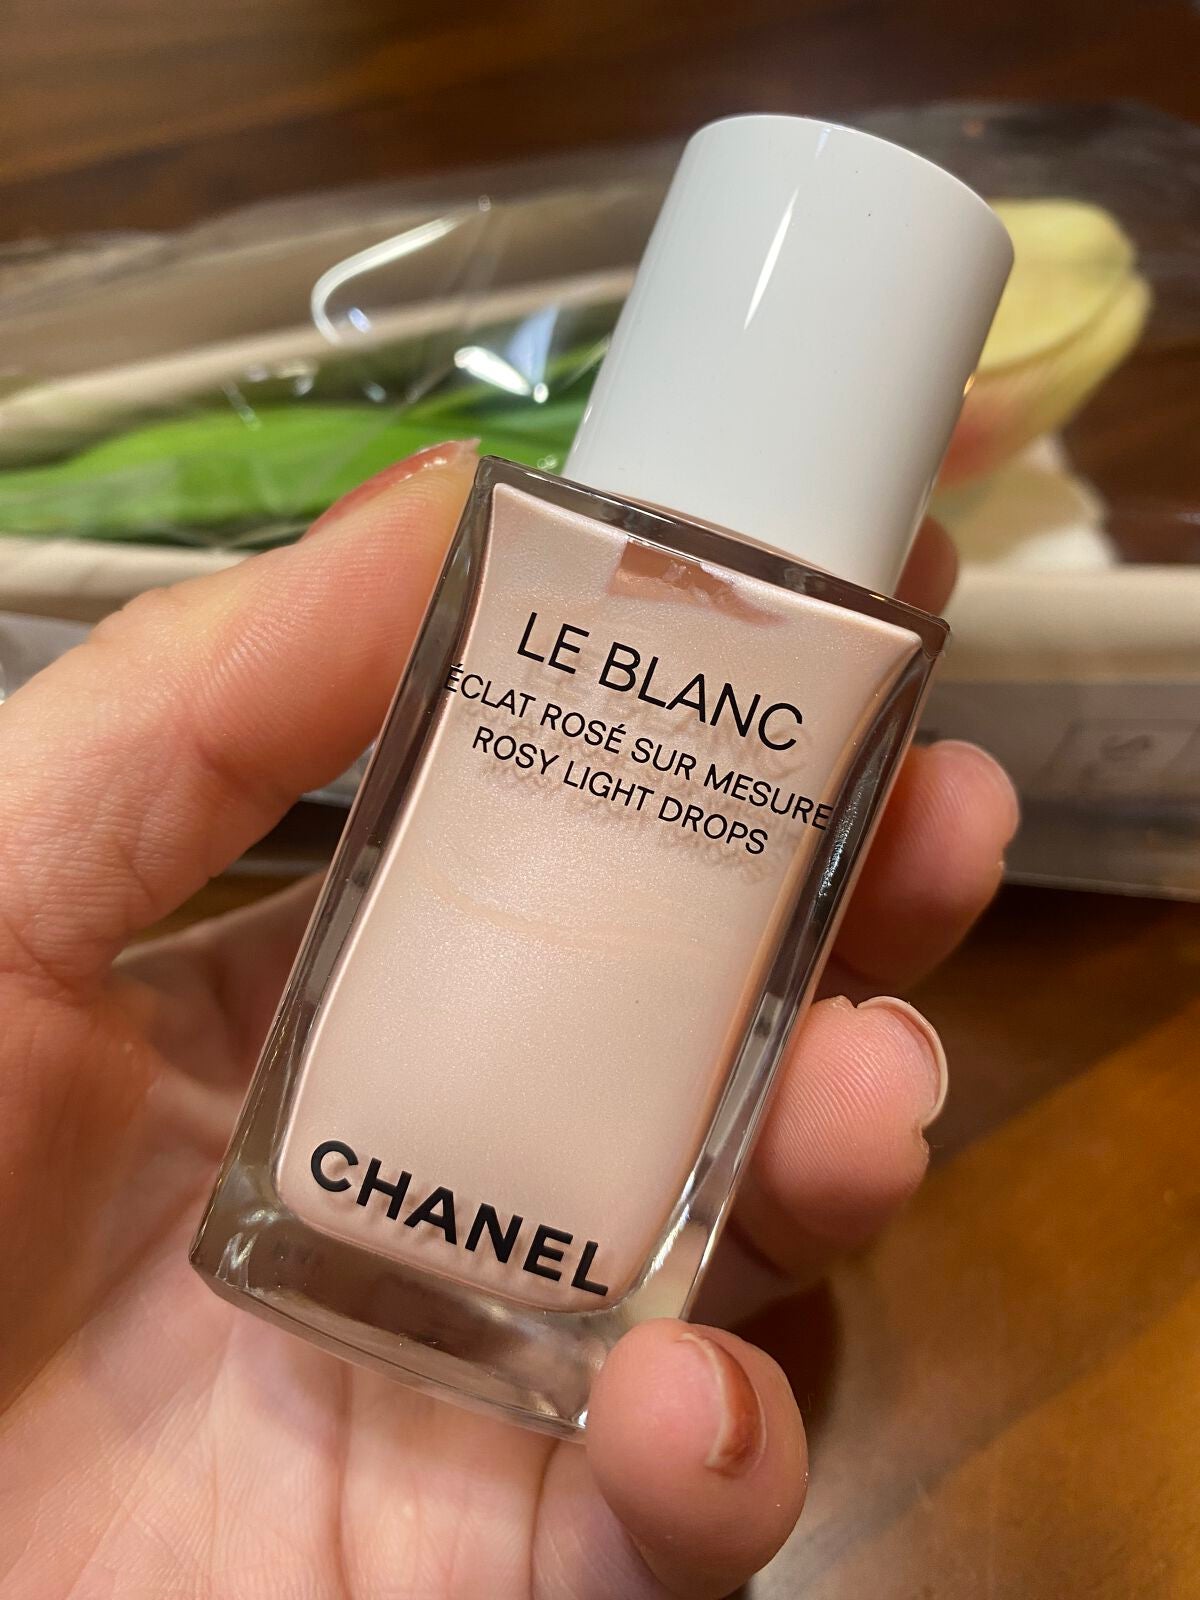 LE BLANC
ÉCLAT ROSÉ SUR MESURE
ROSY LIGHT DROPS
CHANEL